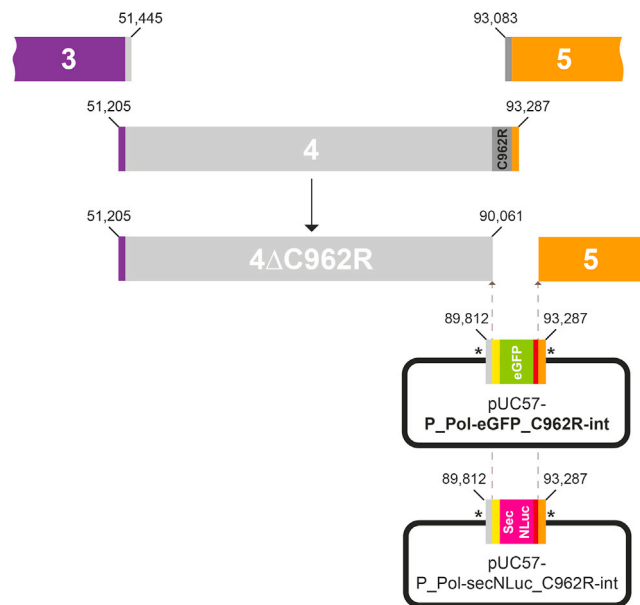 51,445
93,083
3
5
51,205
93,287
4
C962R
51,205
90,061
4ΔC962R
5
89,812
93,287
*
eGFP
*
pUC57-
P_Pol-eGFP_C962R-int
89,812
93,287
*
Sec
NLuc
*
pUC57-
P_Pol-secNLuc_C962R-int